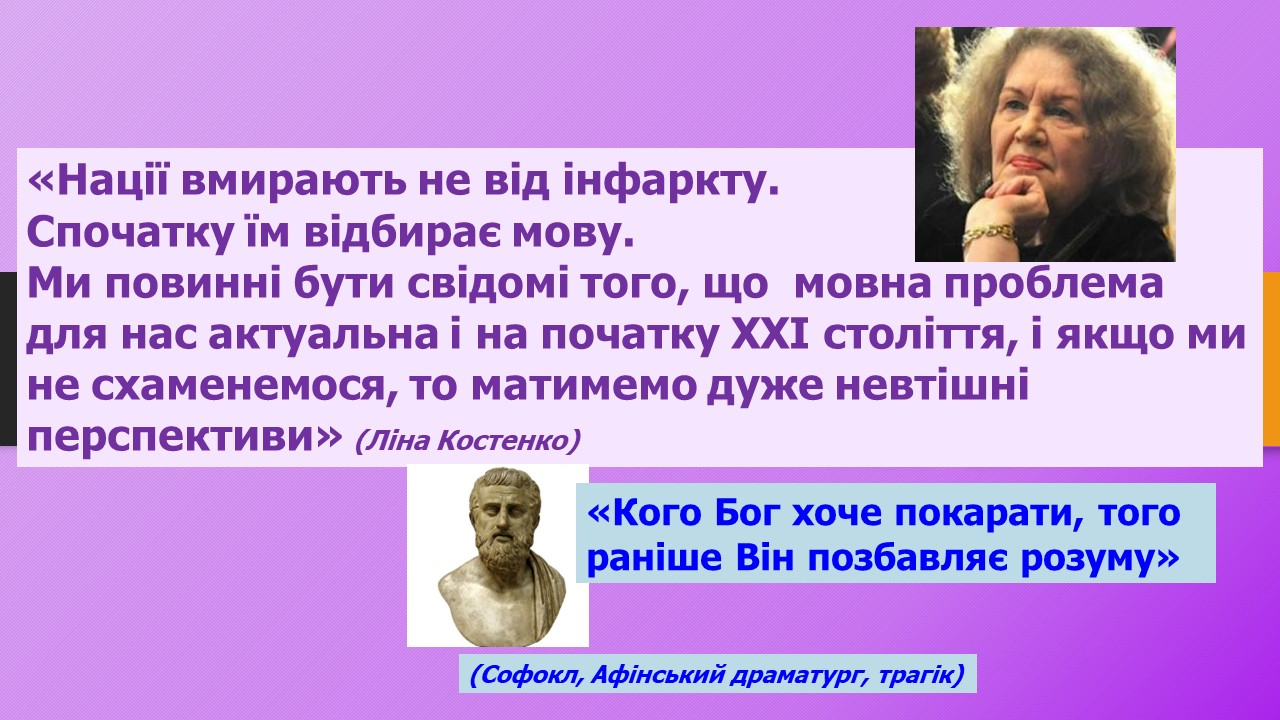 «Нації вмирають не від інфаркту.
Спочатку їм відбирає мову.
Ми повинні бути свідомі того, що  мовна проблема
для нас актуальна і на початку ХХІ століття, і якщо ми
не схаменемося, то матимемо дуже невтішні
перспективи» (Ліна Костенко)
«Кого Бог хоче покарати, того
раніше Він позбавляє розуму»
(Софокл, Афінський драматург, трагік)